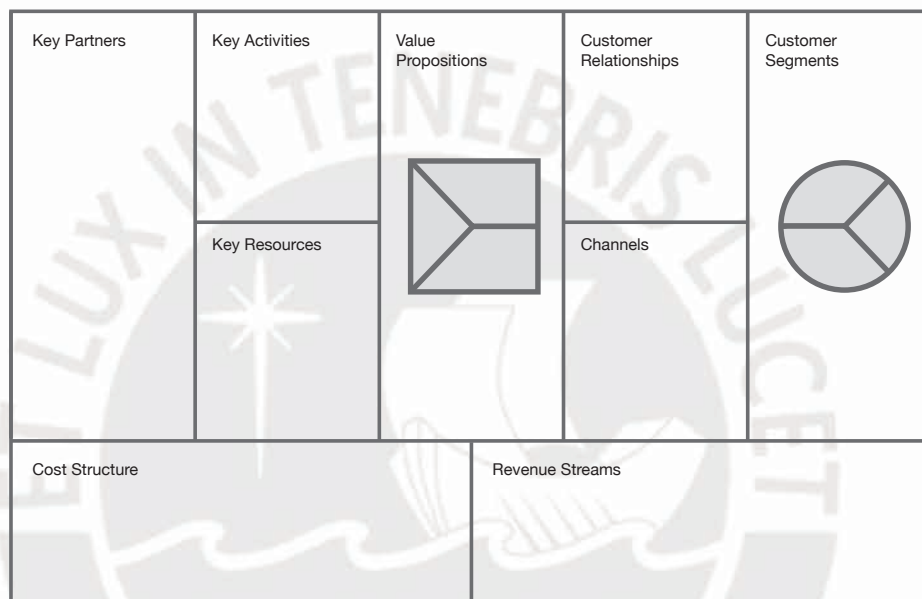 Key Partners
Key Activities
Value
Propositions
Customer
Relationships
Customer
Segments
Key Resources
Channels
Cost Structure
Revenue Streams
ET LUX IN TENEBRIS LUCET